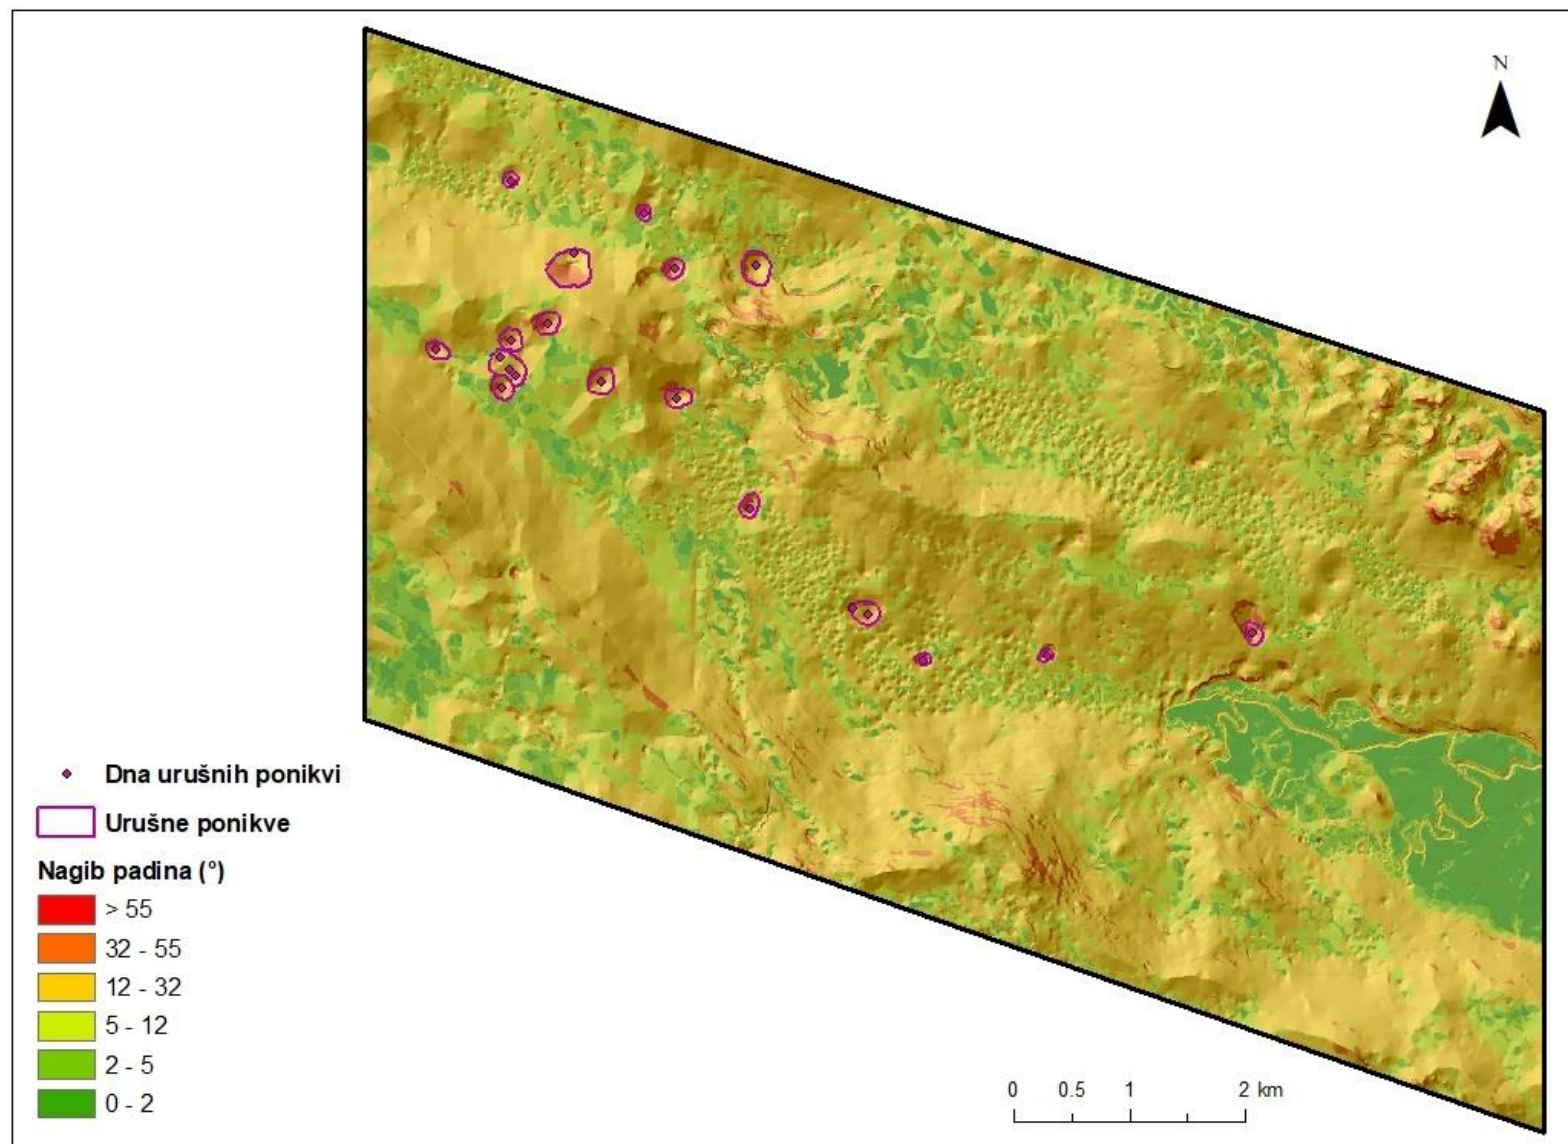 N
Dna urušnih ponikvi
Urušne ponikve
Nagib padina (°)
> 55
32 - 55
12 - 32
5 - 12
2 - 5
0 - 2
0 0.5 1 2 km